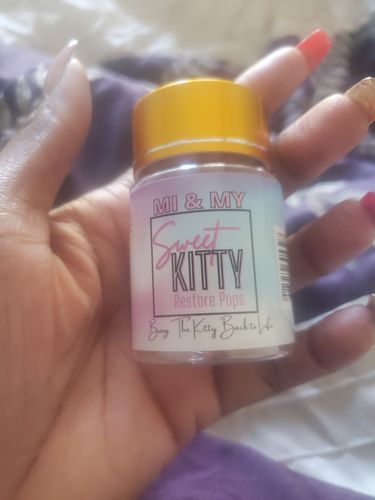 MI & MY
Sweet
KITTY
Restore Pops
Bring The Kitty Back to Life